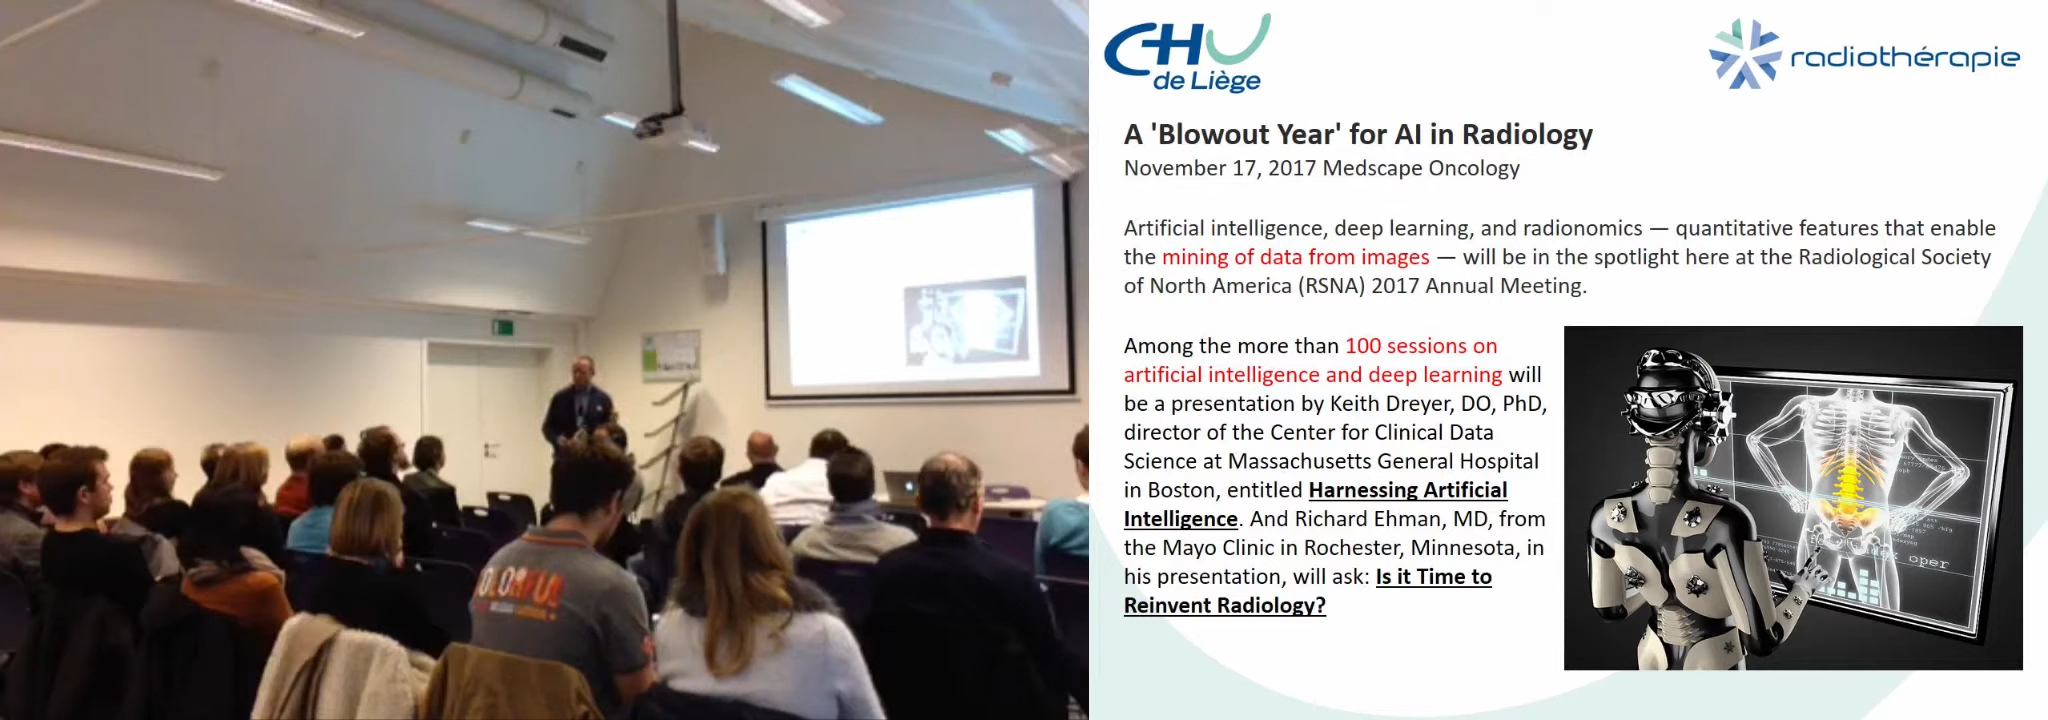 COLORFUL
CHU
de Liège
radiothérapie
A 'Blowout Year' for AI in Radiology
November 17, 2017 Medscape Oncology
Artificial intelligence, deep learning, and radionomics — quantitative features that enable
the mining of data from images — will be in the spotlight here at the Radiological Society
of North America (RSNA) 2017 Annual Meeting.
Among the more than 100 sessions on
artificial intelligence and deep learning will
be a presentation by Keith Dreyer, DO, PhD,
director of the Center for Clinical Data
Science at Massachusetts General Hospital
in Boston, entitled Harnessing Artificial
Intelligence. And Richard Ehman, MD, from
the Mayo Clinic in Rochester, Minnesota, in
his presentation, will ask: Is it Time to
Reinvent Radiology?
oper